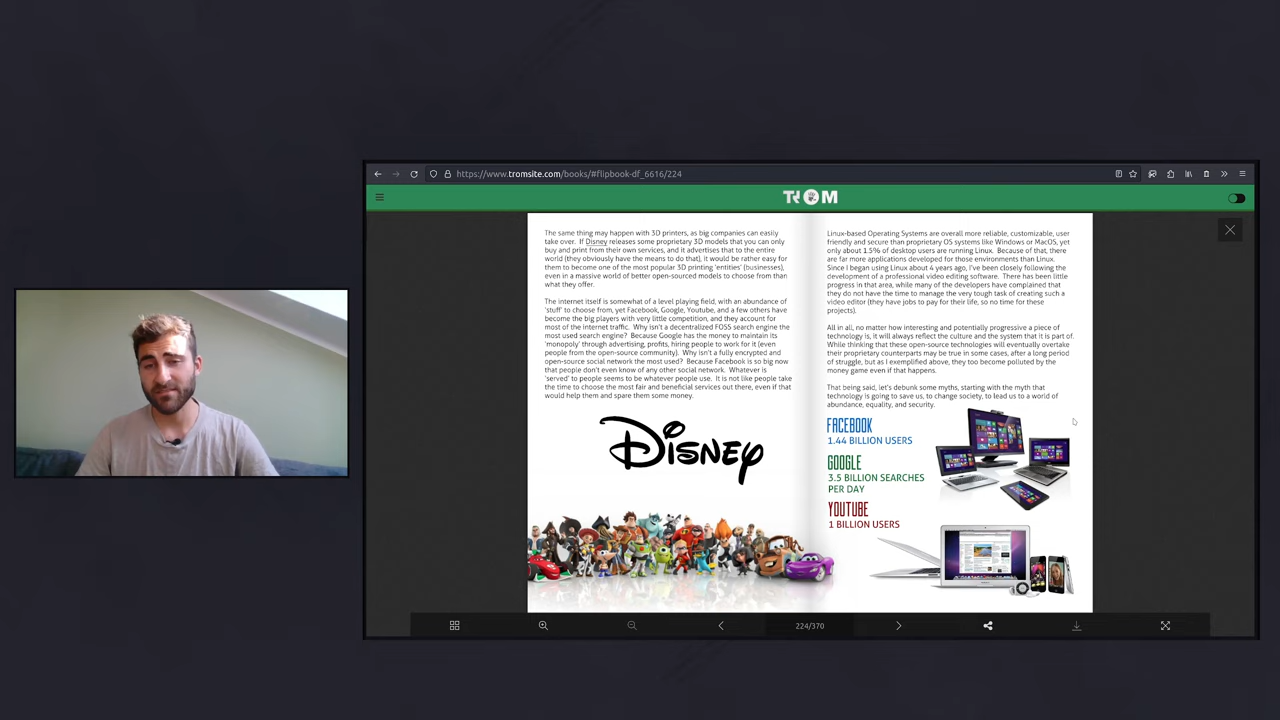 https://www.tromsite.com/books/#flipbook-df_6616/224
TROM
The same thing may happen with 3D printers, as big companies can easily
take over. If Disney releases some proprietary 3D models that you can only
buy and print from their own services, and it advertises that to the entire
world (they obviously have the means to do that), it would be rather easy for
them to become one of the most popular 3D printing 'entities' (businesses),
even in a massive world of better open-sourced models to choose from than
what they offer.
The internet itself is somewhat of a level playing field, with an abundance of
'stuff' to choose from, yet Facebook, Google, Youtube, and a few others have
become the big players with very little competition, and they account for
most of the internet traffic. Why isn't a decentralized FOSS search engine the
most used search engine? Because Google has the money to maintain its
'monopoly' through advertising, profits, hiring people to work for it (even
people from the open-source community). Why isn't a fully encrypted and
open-source social network the most used? Because Facebook is so big now
that people don't even know of any other social network. Whatever is
'served' to people seems to be whatever people use. It is not like people take
the time to choose the most fair and beneficial services out there, even if that
would help them and spare them some money.
Disney
Linux-based Operating Systems are overall more reliable, customizable, user
friendly and secure than proprietary OS systems like Windows or MacOS, yet
only about 1.5% of desktop users are running Linux. Because of that, there
are far more applications developed for those environments than Linux.
Since I began using Linux about 4 years ago, I've been closely following the
development of a professional video editing software. There has been little
progress in that area, while many of the developers have complained that
they do not have the time to manage the very tough task of creating such a
video editor (they have jobs to pay for their life, so no time for these
projects).
All in all, no matter how interesting and potentially progressive a piece of
technology is, it will always reflect the culture and the system that it is part of.
While thinking that these open-source technologies will eventually overtake
their proprietary counterparts may be true in some cases, after a long period
of struggle, but as I exemplified above, they too become polluted by the
money game even if that happens.
That being said, let's debunk some myths, starting with the myth that
technology is going to save us, to change society, to lead us to a world of
abundance, equality, and security.
FACEBOOK
1.44 BILLION USERS
GOOGLE
3.5 BILLION SEARCHES
PER DAY
YOUTUBE
1 BILLION USERS
224/370